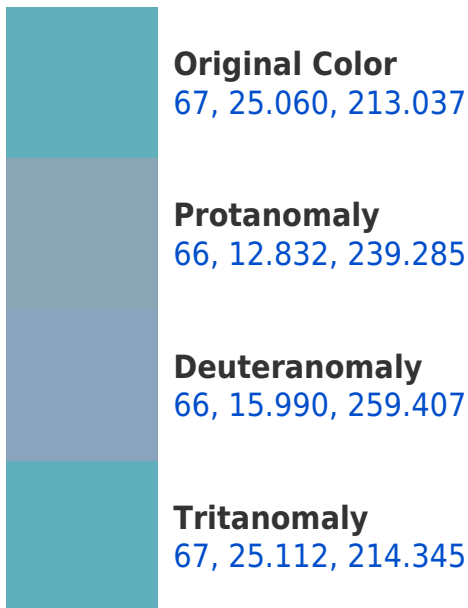 Original Color
67, 25.060, 213.037
Protanomaly
66, 12.832, 239.285
Deuteranomaly
66, 15.990, 259.407
Tritanomaly
67, 25.112, 214.345